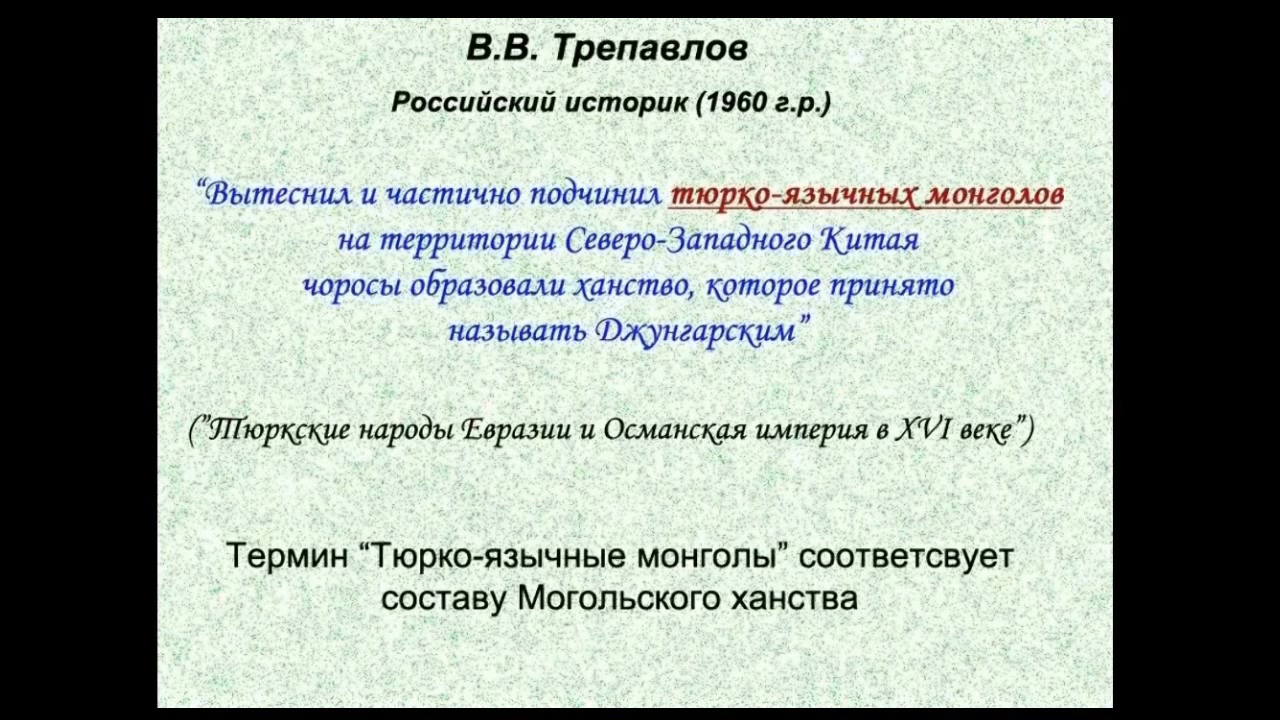 В.В. Трепавлов
Российский историк (1960 г.р.)
“Вытеснил и частично подчинил тюрко-язычных монголов
на территории Северо-Западного Китая
чоросы образовали ханство, которое принято
называть Джунгарским”
(”Тюркские народы Евразии и Османская империя в XVI веке”)
Термин “Тюрко-язычные монголы” соответсвует
составу Могольского ханства